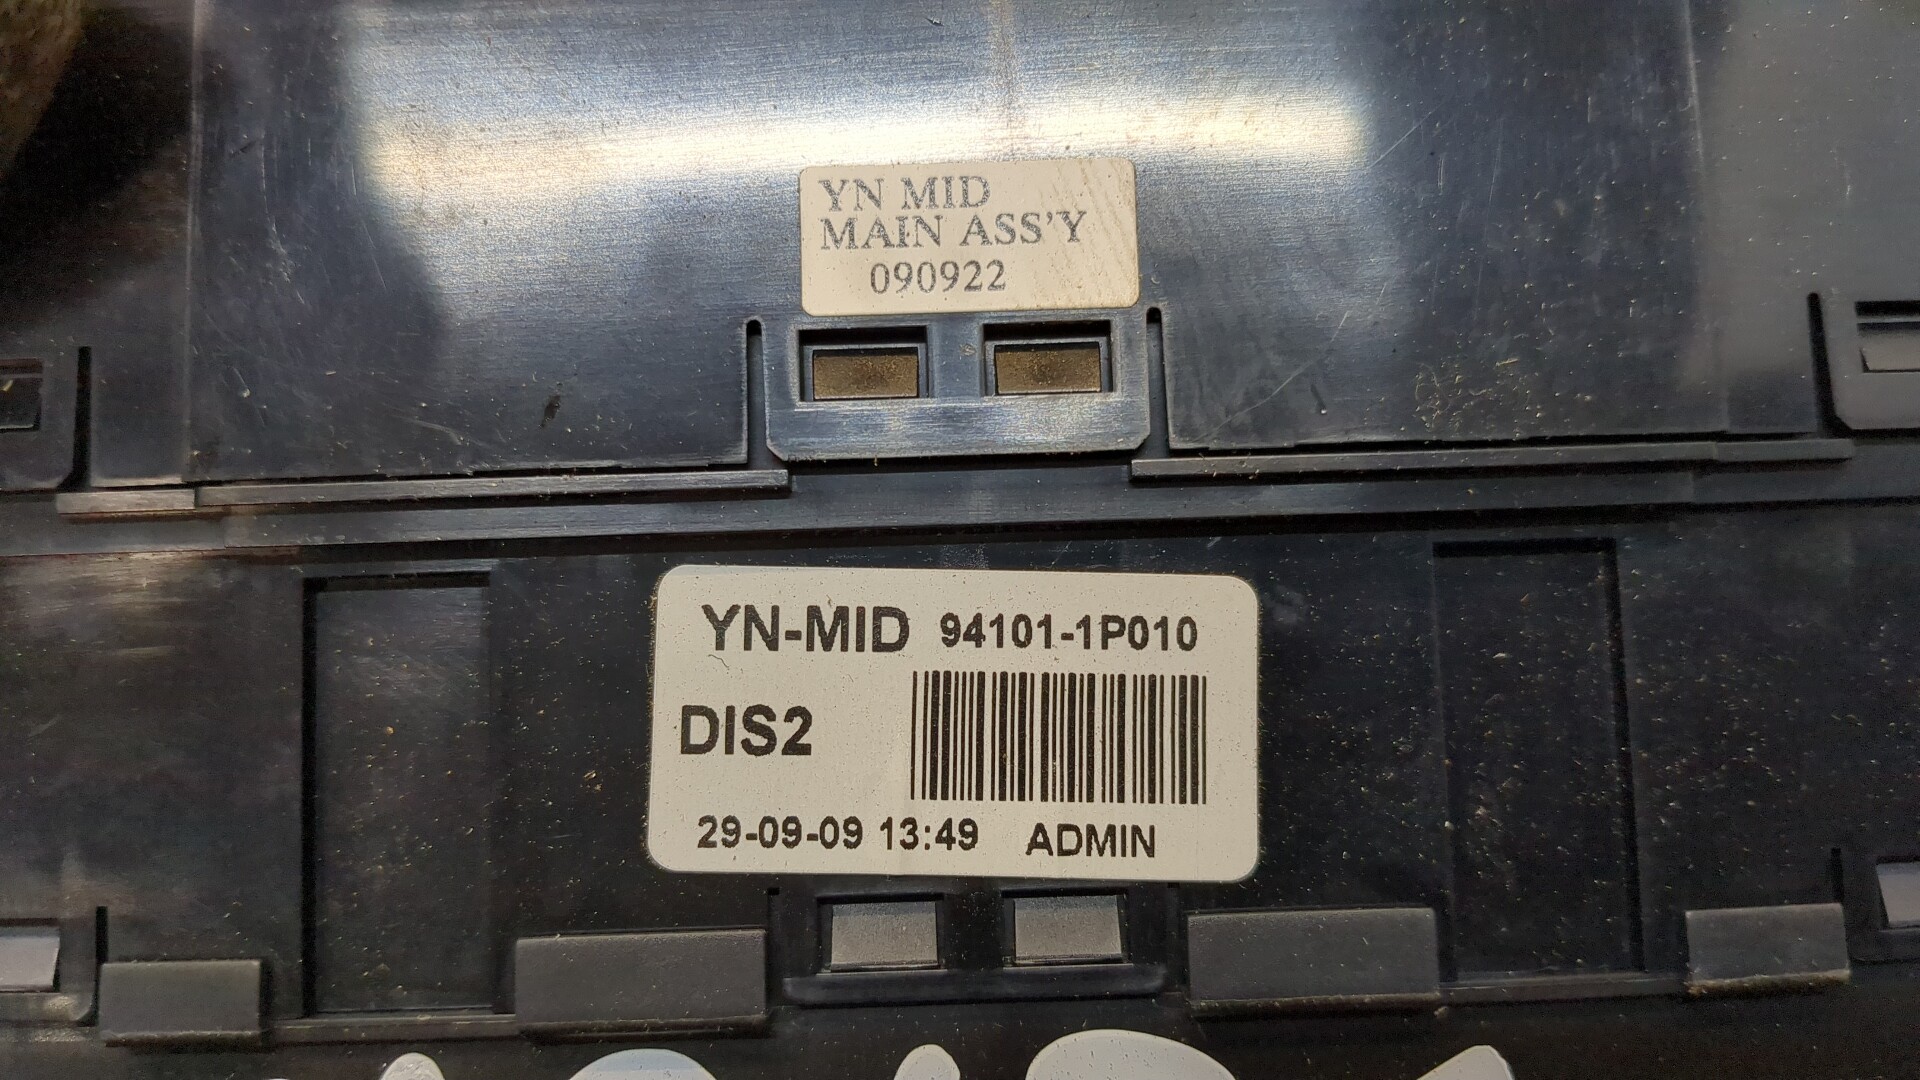 YN MID
MAIN ASS'Y
090922
YN-MID 94101-1P010
DIS2
29-09-09 13:49 ADMIN